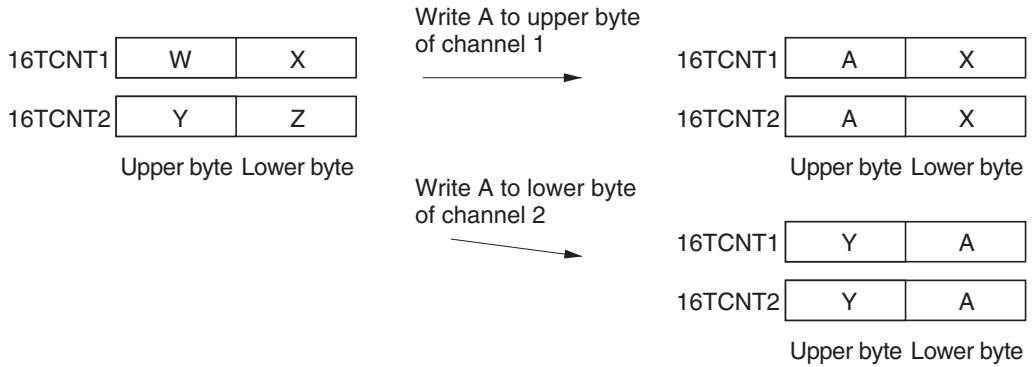 Write A to upper byte
of channel 1
16TCNT1 W X
16TCNT2 Y Z
Upper byte Lower byte
16TCNT1 A X
16TCNT2 A X
Upper byte Lower byte
Write A to lower byte
of channel 2
16TCNT1 Y A
16TCNT2 Y A
Upper byte Lower byte